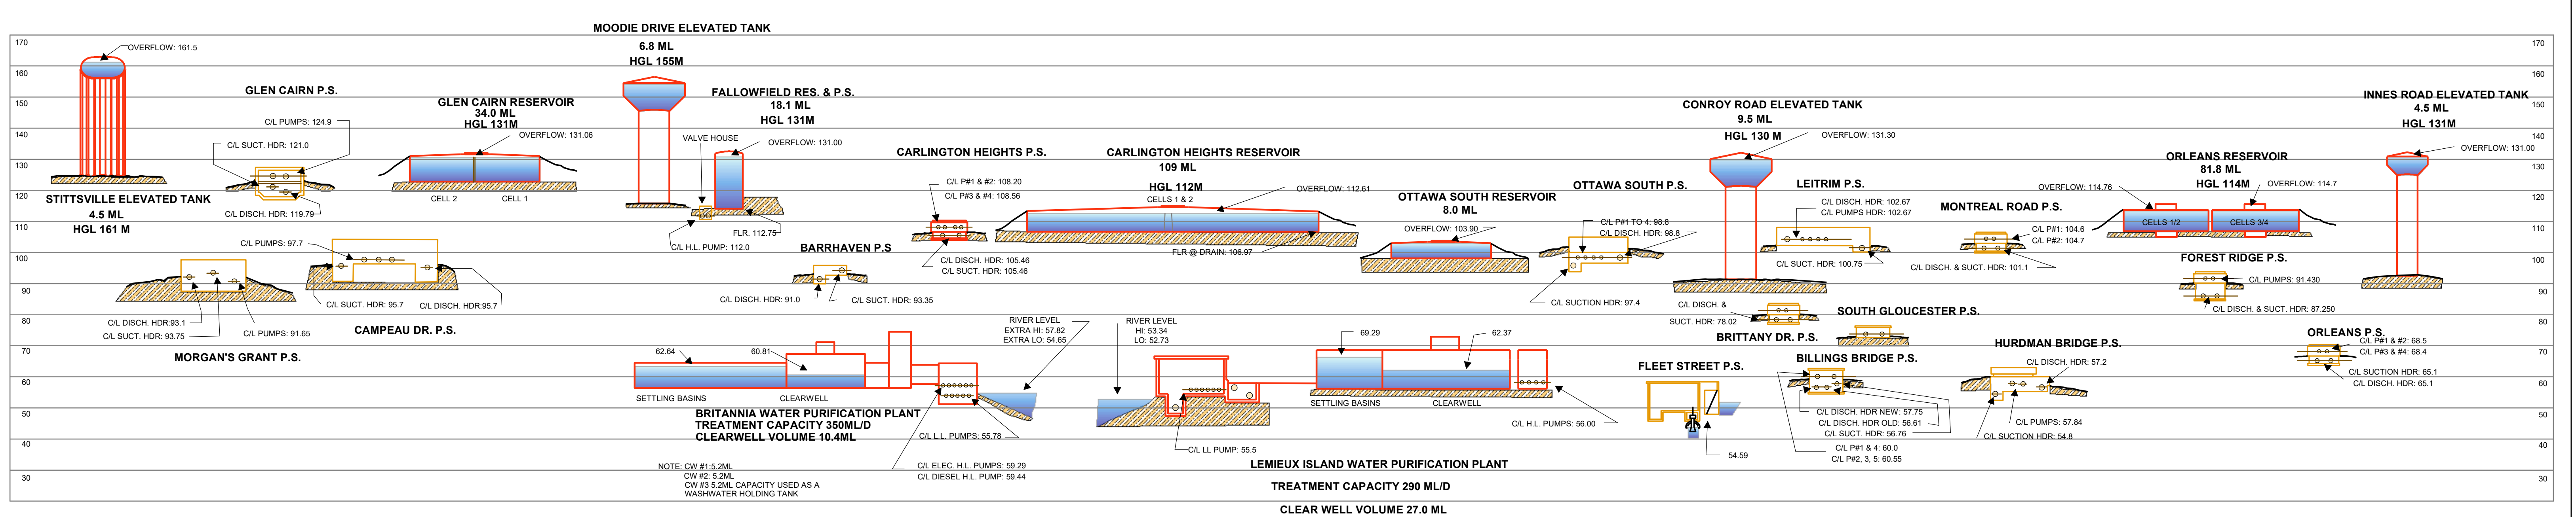 MOODIE DRIVE ELEVATED TANK
6.8 ML
HGL 155M
170
160
150
140
130
120
110
100
90
80
70
60
50
40
30
OVERFLOW: 161.5
STITTSVILLE ELEVATED TANK
4.5 ML
HGL 161 M
GLEN CAIRN P.S.
C/L PUMPS: 124.9
C/L SUCT. HDR: 121.0
C/L DISCH. HDR: 119.79
GLEN CAIRN RESERVOIR
34.0 ML
HGL 131M
OVERFLOW: 131.06
CELL 2
CELL 1
FALLOWFIELD RES. & P.S.
18.1 ML
HGL 131M
VALVE HOUSE
OVERFLOW: 131.00
FLR. 112.75
C/L H.L. PUMP: 112.0
C/L PUMPS: 97.7
C/L SUCT. HDR: 95.7
C/L DISCH. HDR:95.7
CAMPEAU DR. P.S.
C/L DISCH. HDR:93.1
C/L SUCT. HDR: 93.75
C/L PUMPS: 91.65
MORGAN'S GRANT P.S.
BARRHAVEN P.S
C/L DISCH. HDR: 91.0
C/L SUCT. HDR: 93.35
CARLINGTON HEIGHTS P.S.
C/L P#1 & #2: 108.20
C/L P#3 & #4: 108.56
C/L DISCH. HDR: 105.46
C/L SUCT. HDR: 105.46
CARLINGTON HEIGHTS RESERVOIR
109 ML
HGL 112M
CELLS 1 & 2
OVERFLOW: 112.61
FLR @ DRAIN: 106.97
OTTAWA SOUTH RESERVOIR
8.0 ML
OVERFLOW: 103.90
OTTAWA SOUTH P.S.
C/L P#1 TO 4: 98.8
C/L DISCH. HDR: 98.8
C/L SUCTION HDR: 97.4
CONROY ROAD ELEVATED TANK
9.5 ML
HGL 130 M
OVERFLOW: 131.30
LEITRIM P.S.
C/L DISCH. HDR: 102.67
C/L PUMPS HDR: 102.67
C/L SUCT. HDR: 100.75
MONTREAL ROAD P.S.
C/L P#1: 104.6
C/L P#2: 104.7
C/L DISCH. & SUCT. HDR: 101.1
ORLEANS RESERVOIR
81.8 ML
HGL 114M
OVERFLOW: 114.76
OVERFLOW: 114.7
CELLS 1/2
CELLS 3/4
INNES ROAD ELEVATED TANK
4.5 ML
HGL 131M
OVERFLOW: 131.00
FOREST RIDGE P.S.
C/L PUMPS: 91.430
C/L DISCH. & SUCT. HDR: 87.250
C/L DISCH. &
SUCT. HDR: 78.02
BRITTANY DR. P.S.
SOUTH GLOUCESTER P.S.
ORLEANS P.S.
C/L P#1 & #2: 68.5
C/L P#3 & #4: 68.4
C/L SUCTION HDR: 65.1
C/L DISCH. HDR: 65.1
62.64
60.81
SETTLING BASINS
CLEARWELL
BRITANNIA WATER PURIFICATION PLANT
TREATMENT CAPACITY 350ML/D
CLEARWELL VOLUME 10.4ML
NOTE: CW #1:5.2ML
CW #2: 5.2ML
CW #3 5.2ML CAPACITY USED AS A
WASHWATER HOLDING TANK
C/L L.L. PUMPS: 55.78
C/L ELEC. H.L. PUMPS: 59.29
C/L DIESEL H.L. PUMP: 59.44
RIVER LEVEL
EXTRA HI: 57.82
EXTRA LO: 54.65
RIVER LEVEL
HI: 53.34
LO: 52.73
69.29
62.37
SETTLING BASINS
CLEARWELL
C/L H.L. PUMPS: 56.00
C/L LL PUMP: 55.5
LEMIEUX ISLAND WATER PURIFICATION PLANT
TREATMENT CAPACITY 290 ML/D
CLEAR WELL VOLUME 27.0 ML
FLEET STREET P.S.
54.59
BILLINGS BRIDGE P.S.
C/L DISCH. HDR NEW: 57.75
C/L DISCH. HDR OLD: 56.61
C/L SUCT. HDR: 56.76
C/L P#1 & 4: 60.0
C/L P#2, 3, 5: 60.55
HURDMAN BRIDGE P.S.
C/L DISCH. HDR: 57.2
C/L PUMPS: 57.84
C/L SUCTION HDR: 54.8
170
160
150
140
130
120
110
100
90
80
70
60
50
40
30